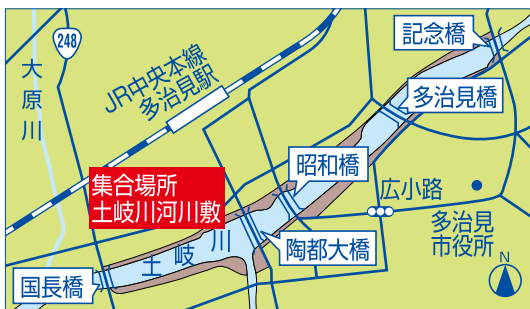 248
記念橋
大原川
JR中央本線
多治見駅
多治見橋
昭和橋
集合場所
土岐川河川敷
広小路
土岐川
陶都大橋
多治見
市役所
国長橋
N